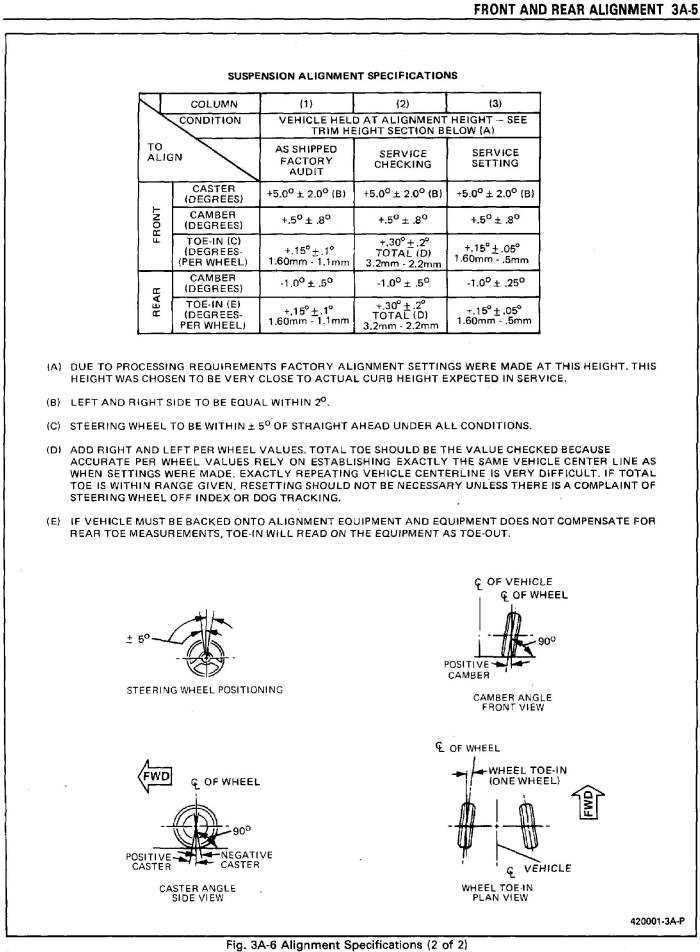 FRONT AND REAR ALIGNMENT 3A-5
SUSPENSION ALIGNMENT SPECIFICATIONS
COLUMN (1) (2) (3)
CONDITION VEHICLE HELD AT ALIGNMENT HEIGHT – SEE
TRIM HEIGHT SECTION BELOW (A)
TO
ALIGN
AS SHIPPED
FACTORY
AUDIT
SERVICE
CHECKING
SERVICE
SETTING
FRONT
CASTER
(DEGREES)
+5.0° ± 2.0° (B) +5.0° ± 2.0° (B) +5.0° ± 2.0° (B)
CAMBER
(DEGREES)
+.5° ± .8° +.5° ± .8° +.5° ± .8°
TOE-IN (C)
(DEGREES-
(PER WHEEL)
+.15° ± .1°
1.60mm - 1.1mm
+.30° ± .2°
TOTAL (D)
3.2mm - 2.2mm
+.15° ± .05°
1.60mm - .5mm
REAR
CAMBER
(DEGREES)
-1.0° ± .5° -1.0° ± .5° -1.0° ± .25°
TOE-IN (E)
(DEGREES-
PER WHEEL)
+.15° ± .1°
1.60mm - 1.1mm
+.30° ± .2°
TOTAL (D)
3.2mm - 2.2mm
+.15° ± .05°
1.60mm - .5mm
(A) DUE TO PROCESSING REQUIREMENTS FACTORY ALIGNMENT SETTINGS WERE MADE AT THIS HEIGHT. THIS
HEIGHT WAS CHOSEN TO BE VERY CLOSE TO ACTUAL CURB HEIGHT EXPECTED IN SERVICE.
(B) LEFT AND RIGHT SIDE TO BE EQUAL WITHIN 2°.
(C) STEERING WHEEL TO BE WITHIN ± 5° OF STRAIGHT AHEAD UNDER ALL CONDITIONS.
(D) ADD RIGHT AND LEFT PER WHEEL VALUES. TOTAL TOE SHOULD BE THE VALUE CHECKED BECAUSE
ACCURATE PER WHEEL VALUES RELY ON ESTABLISHING EXACTLY THE SAME VEHICLE CENTER LINE AS
WHEN SETTINGS WERE MADE. EXACTLY REPEATING VEHICLE CENTERLINE IS VERY DIFFICULT. IF TOTAL
TOE IS WITHIN RANGE GIVEN, RESETTING SHOULD NOT BE NECESSARY UNLESS THERE IS A COMPLAINT OF
STEERING WHEEL OFF INDEX OR DOG TRACKING.
(E) IF VEHICLE MUST BE BACKED ONTO ALIGNMENT EQUIPMENT AND EQUIPMENT DOES NOT COMPENSATE FOR
REAR TOE MEASUREMENTS, TOE-IN WILL READ ON THE EQUIPMENT AS TOE-OUT.
± 5°
STEERING WHEEL POSITIONING
℄ OF VEHICLE
℄ OF WHEEL
90°
POSITIVE
CAMBER
CAMBER ANGLE
FRONT VIEW
FWD
℄ OF WHEEL
90°
POSITIVE
CASTER
NEGATIVE
CASTER
CASTER ANGLE
SIDE VIEW
℄ OF WHEEL
WHEEL TOE-IN
(ONE WHEEL)
FWD
℄ VEHICLE
WHEEL TOE-IN
PLAN VIEW
420001-3A-P
Fig. 3A-6 Alignment Specifications (2 of 2)